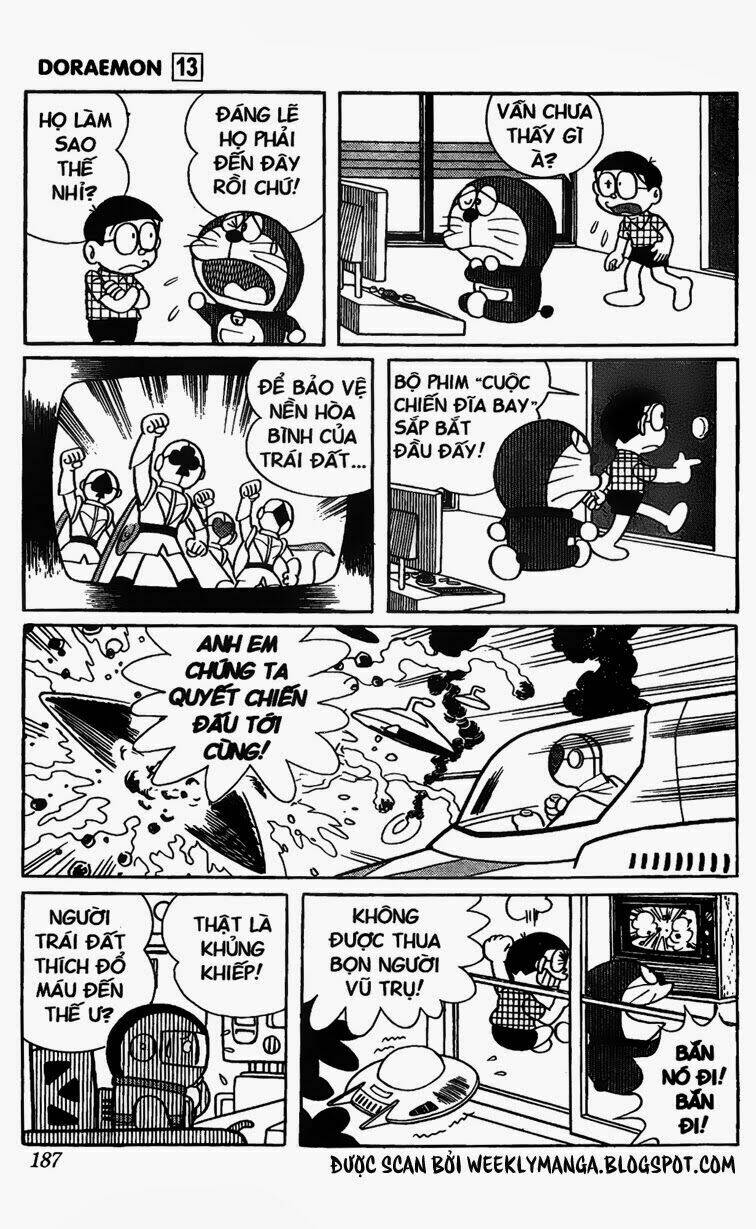 DORAEMON 13
HỌ LÀM
SAO
THẾ
NHỈ?
ĐÁNG LẼ
HỌ PHẢI
ĐẾN ĐÂY
RỒI CHỨ!
VẪN CHƯA
THẤY GÌ
À?
ĐỂ BẢO VỆ
NỀN HÒA
BÌNH CỦA
TRÁI ĐẤT...
BỘ PHIM "CUỘC
CHIẾN ĐĨA BAY"
SẮP BẮT
ĐẦU ĐẤY!
ANH EM
CHÚNG TA
QUYẾT CHIẾN
ĐẤU TỚI
CÙNG!
NGƯỜI
TRÁI ĐẤT
THÍCH ĐỔ
MÁU ĐẾN
THẾ Ư?
THẬT LÀ
KHỦNG
KHIẾP!
KHÔNG
ĐƯỢC THUA
BỌN NGƯỜI
VŨ TRỤ!
BẮN
NÓ ĐI!
BẮN
ĐI!
187
ĐƯỢC SCAN BỞI WEEKLYMANGA.BLOGSPOT.COM